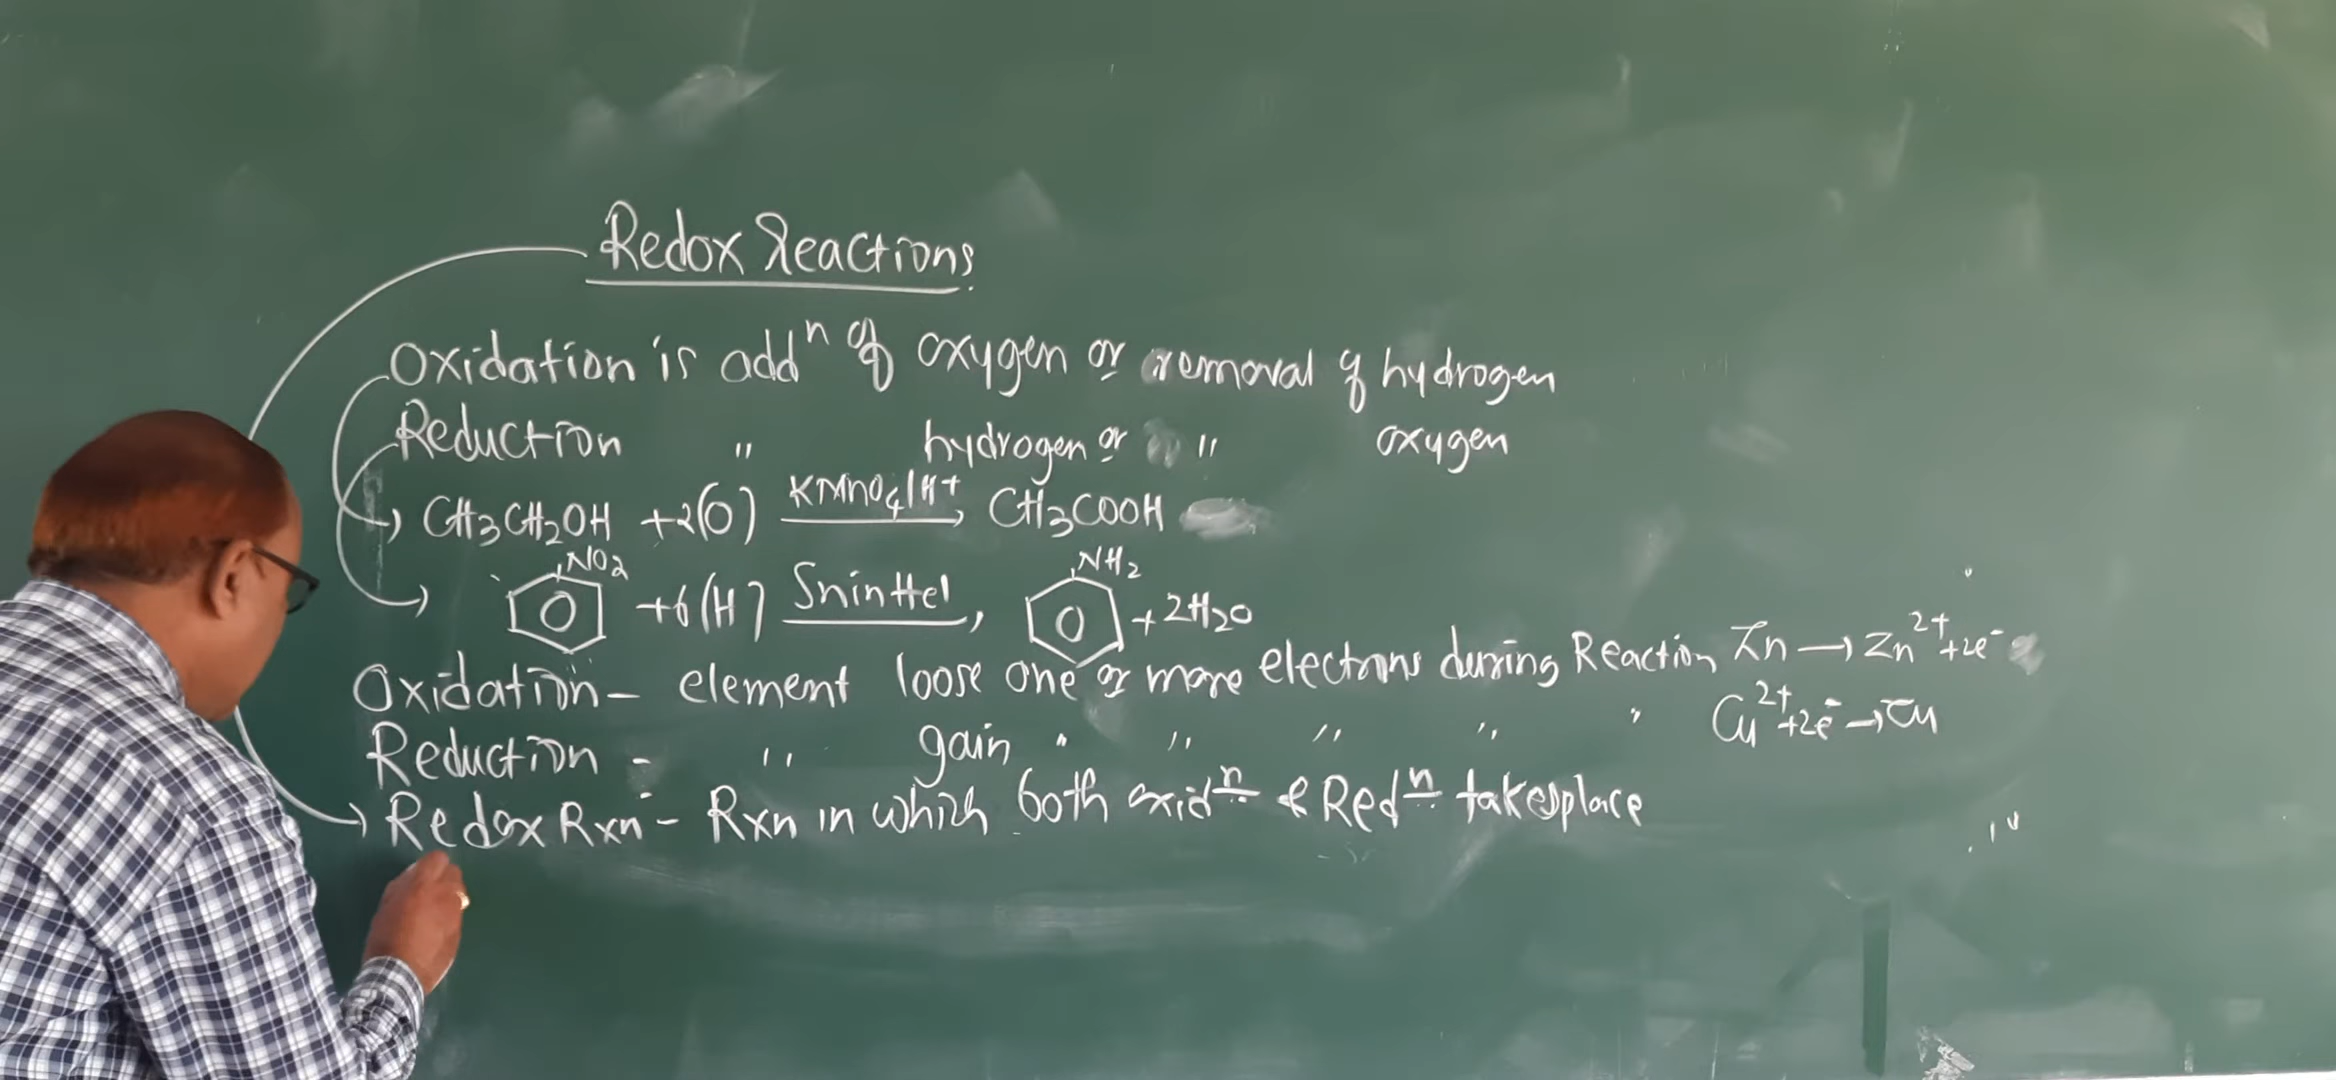 Redox Reactions
Oxidation is addⁿ of oxygen or removal of hydrogen
Reduction " hydrogen or " oxygen
CH₃CH₂OH +2(O) KMnO₄/H⁺ → CH₃COOH
NO₂ +6(H) Sn in Hcl → NH₂ +2H₂O
Oxidation - element loose one or more electrons during Reaction Zn → Zn²⁺+2e⁻
Reduction - " gain " " " " " Cu²⁺+2e⁻ → Cu
→ Redox Rxn - Rxn in which both oxidⁿ & Redⁿ takesplace